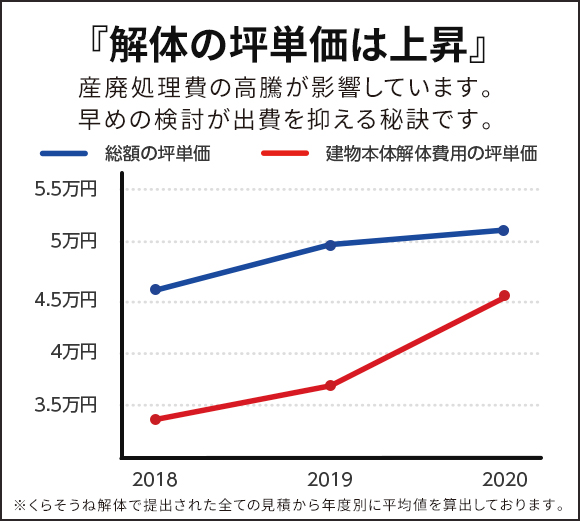 『解体の坪単価は上昇』
産廃処理費の高騰が影響しています。
早めの検討が出費を抑える秘訣です。
総額の坪単価 建物本体解体費用の坪単価
5.5万円
5万円
4.5万円
4万円
3.5万円
2018 2019 2020
※くらそうね解体で提出された全ての見積から年度別に平均値を算出しております。